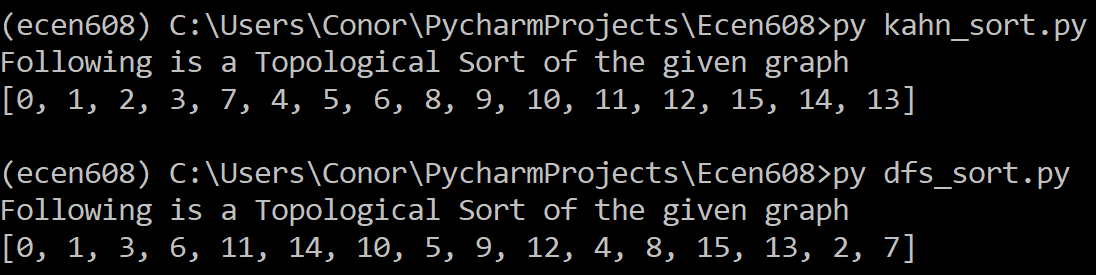 (ecen608) C:\Users\Conor\PycharmProjects\Ecen608>py kahn_sort.py
Following is a Topological Sort of the given graph
[0, 1, 2, 3, 7, 4, 5, 6, 8, 9, 10, 11, 12, 15, 14, 13]
(ecen608) C:\Users\Conor\PycharmProjects\Ecen608>py dfs_sort.py
Following is a Topological Sort of the given graph
[0, 1, 3, 6, 11, 14, 10, 5, 9, 12, 4, 8, 15, 13, 2, 7]